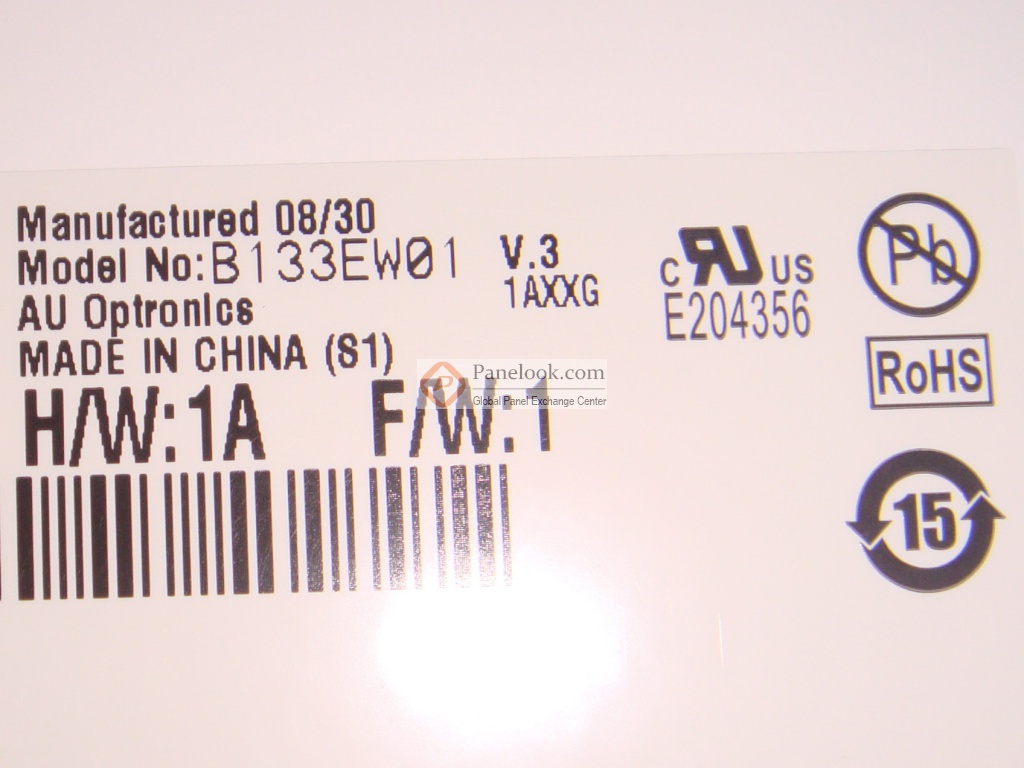 Manufactured 08/30
Model No:B133EW01 V.3
1AXXG
AU Optronics
MADE IN CHINA (S1)
H/W:1A F/W:1
Panelook.com
Global Panel Exchange Center
C RU US
E204356
Pb
RoHS
15